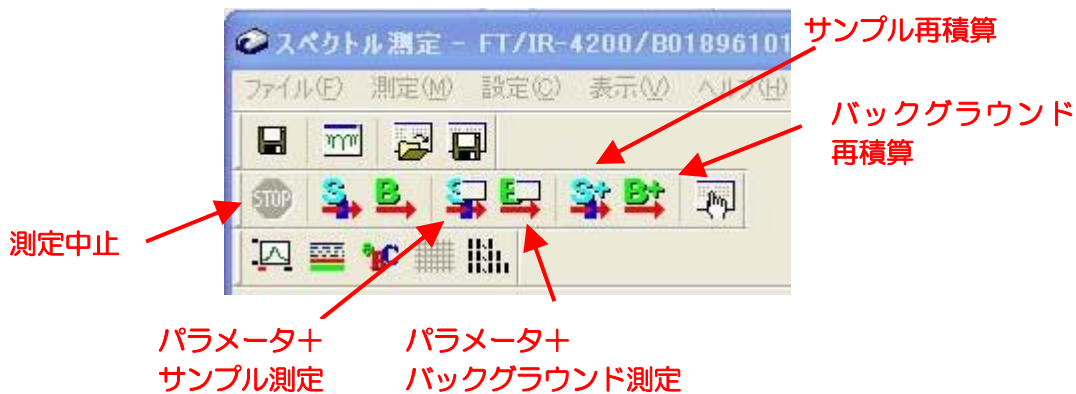 スペクトル測定 - FT/IR-4200/B01896101
サンプル再積算
ファイル(F) 測定(M) 設定(C) 表示(V) ヘルプ(H)
バックグラウンド
再積算
STOP S B S B S+ B+
測定中止
aBC
パラメータ+
サンプル測定
パラメータ+
バックグラウンド測定